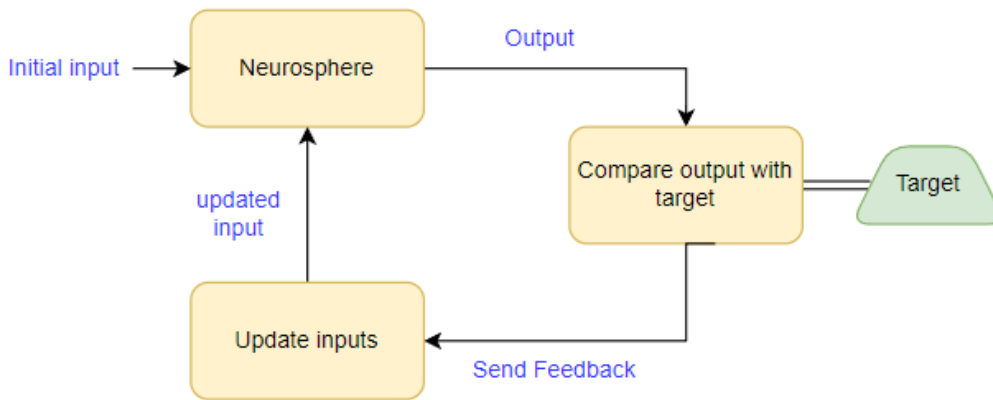 Output
Initial input
Neurosphere
Compare output with
target
Target
updated
input
Update inputs
Send Feedback